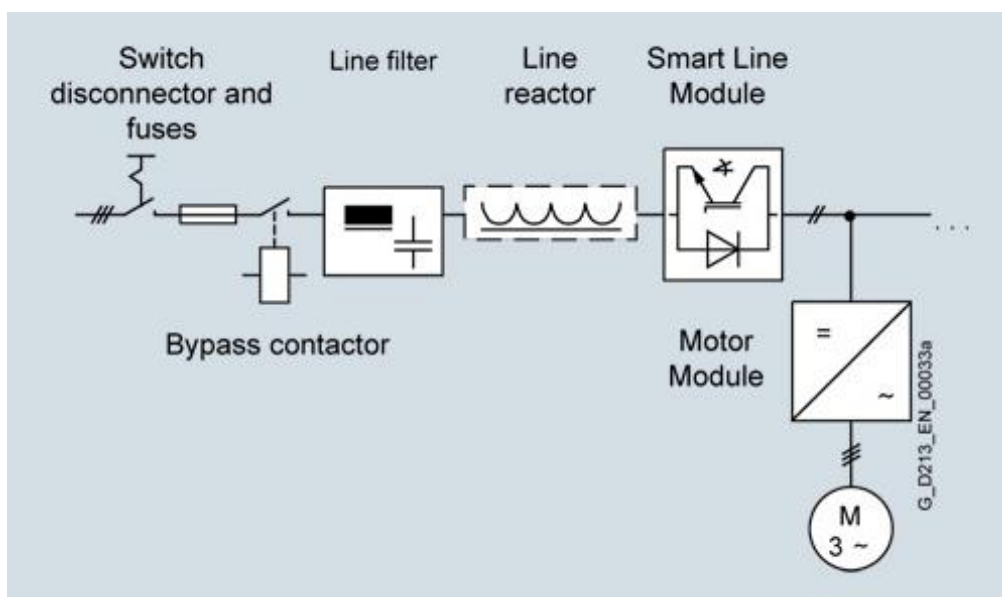 Switch
disconnector and
fuses
Line filter
Line
reactor
Smart Line
Module
Bypass contactor
Motor
Module
=
~
G_D213_EN_00033a
M
3 ~
. . .